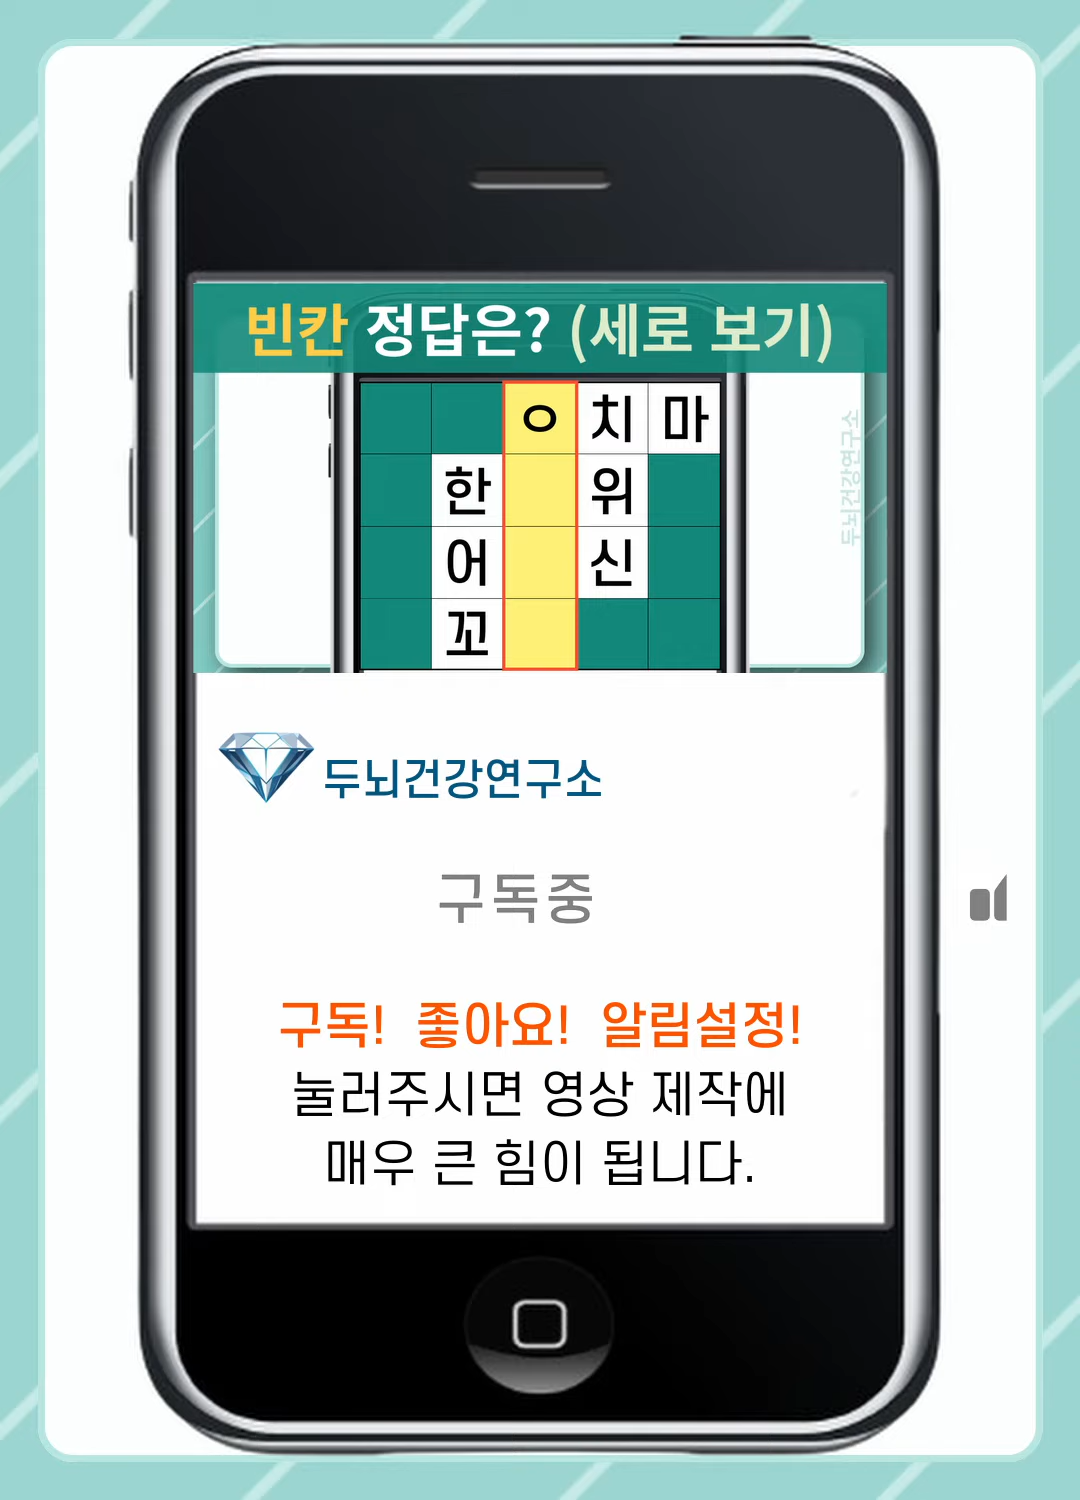 빈칸 정답은? (세로 보기)
ㅇ 치 마
한 위
어 신
꼬
두뇌건강연구소
두뇌건강연구소
구독중
구독! 좋아요! 알림설정!
눌러주시면 영상 제작에
매우 큰 힘이 됩니다.